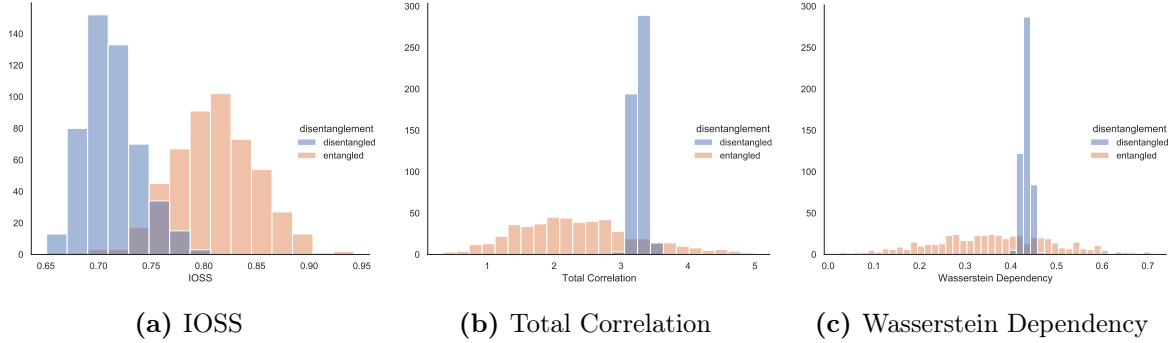 140
120
100
80
60
40
20
0
0.65 0.70 0.75 0.80 0.85 0.90 0.95
IOSS
disentanglement
disentangled
entangled
(a) IOSS
300
250
200
150
100
50
0
1 2 3 4 5
Total Correlation
disentanglement
disentangled
entangled
(b) Total Correlation
300
250
200
150
100
50
0
0.0 0.1 0.2 0.3 0.4 0.5 0.6 0.7
Wasserstein Dependency
disentanglement
disentangled
entangled
(c) Wasserstein Dependency